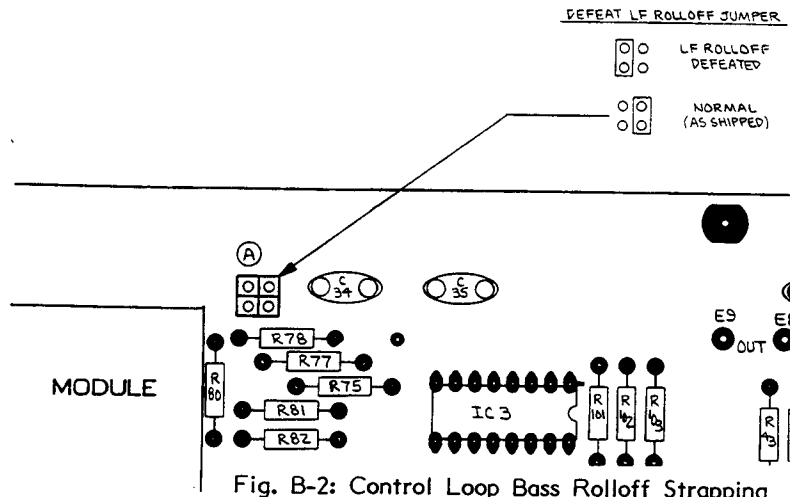 DEFEAT LF ROLLOFF JUMPER
LF ROLLOFF
DEFEATED
NORMAL
(AS SHIPPED)
A
C
34
C
35
E9
E8
OUT
R78
R77
R
80
R75
MODULE
R81
R82
IC3
R
101
R
102
R
103
R
Fig. B-2: Control Loop Bass Rolloff Strapping